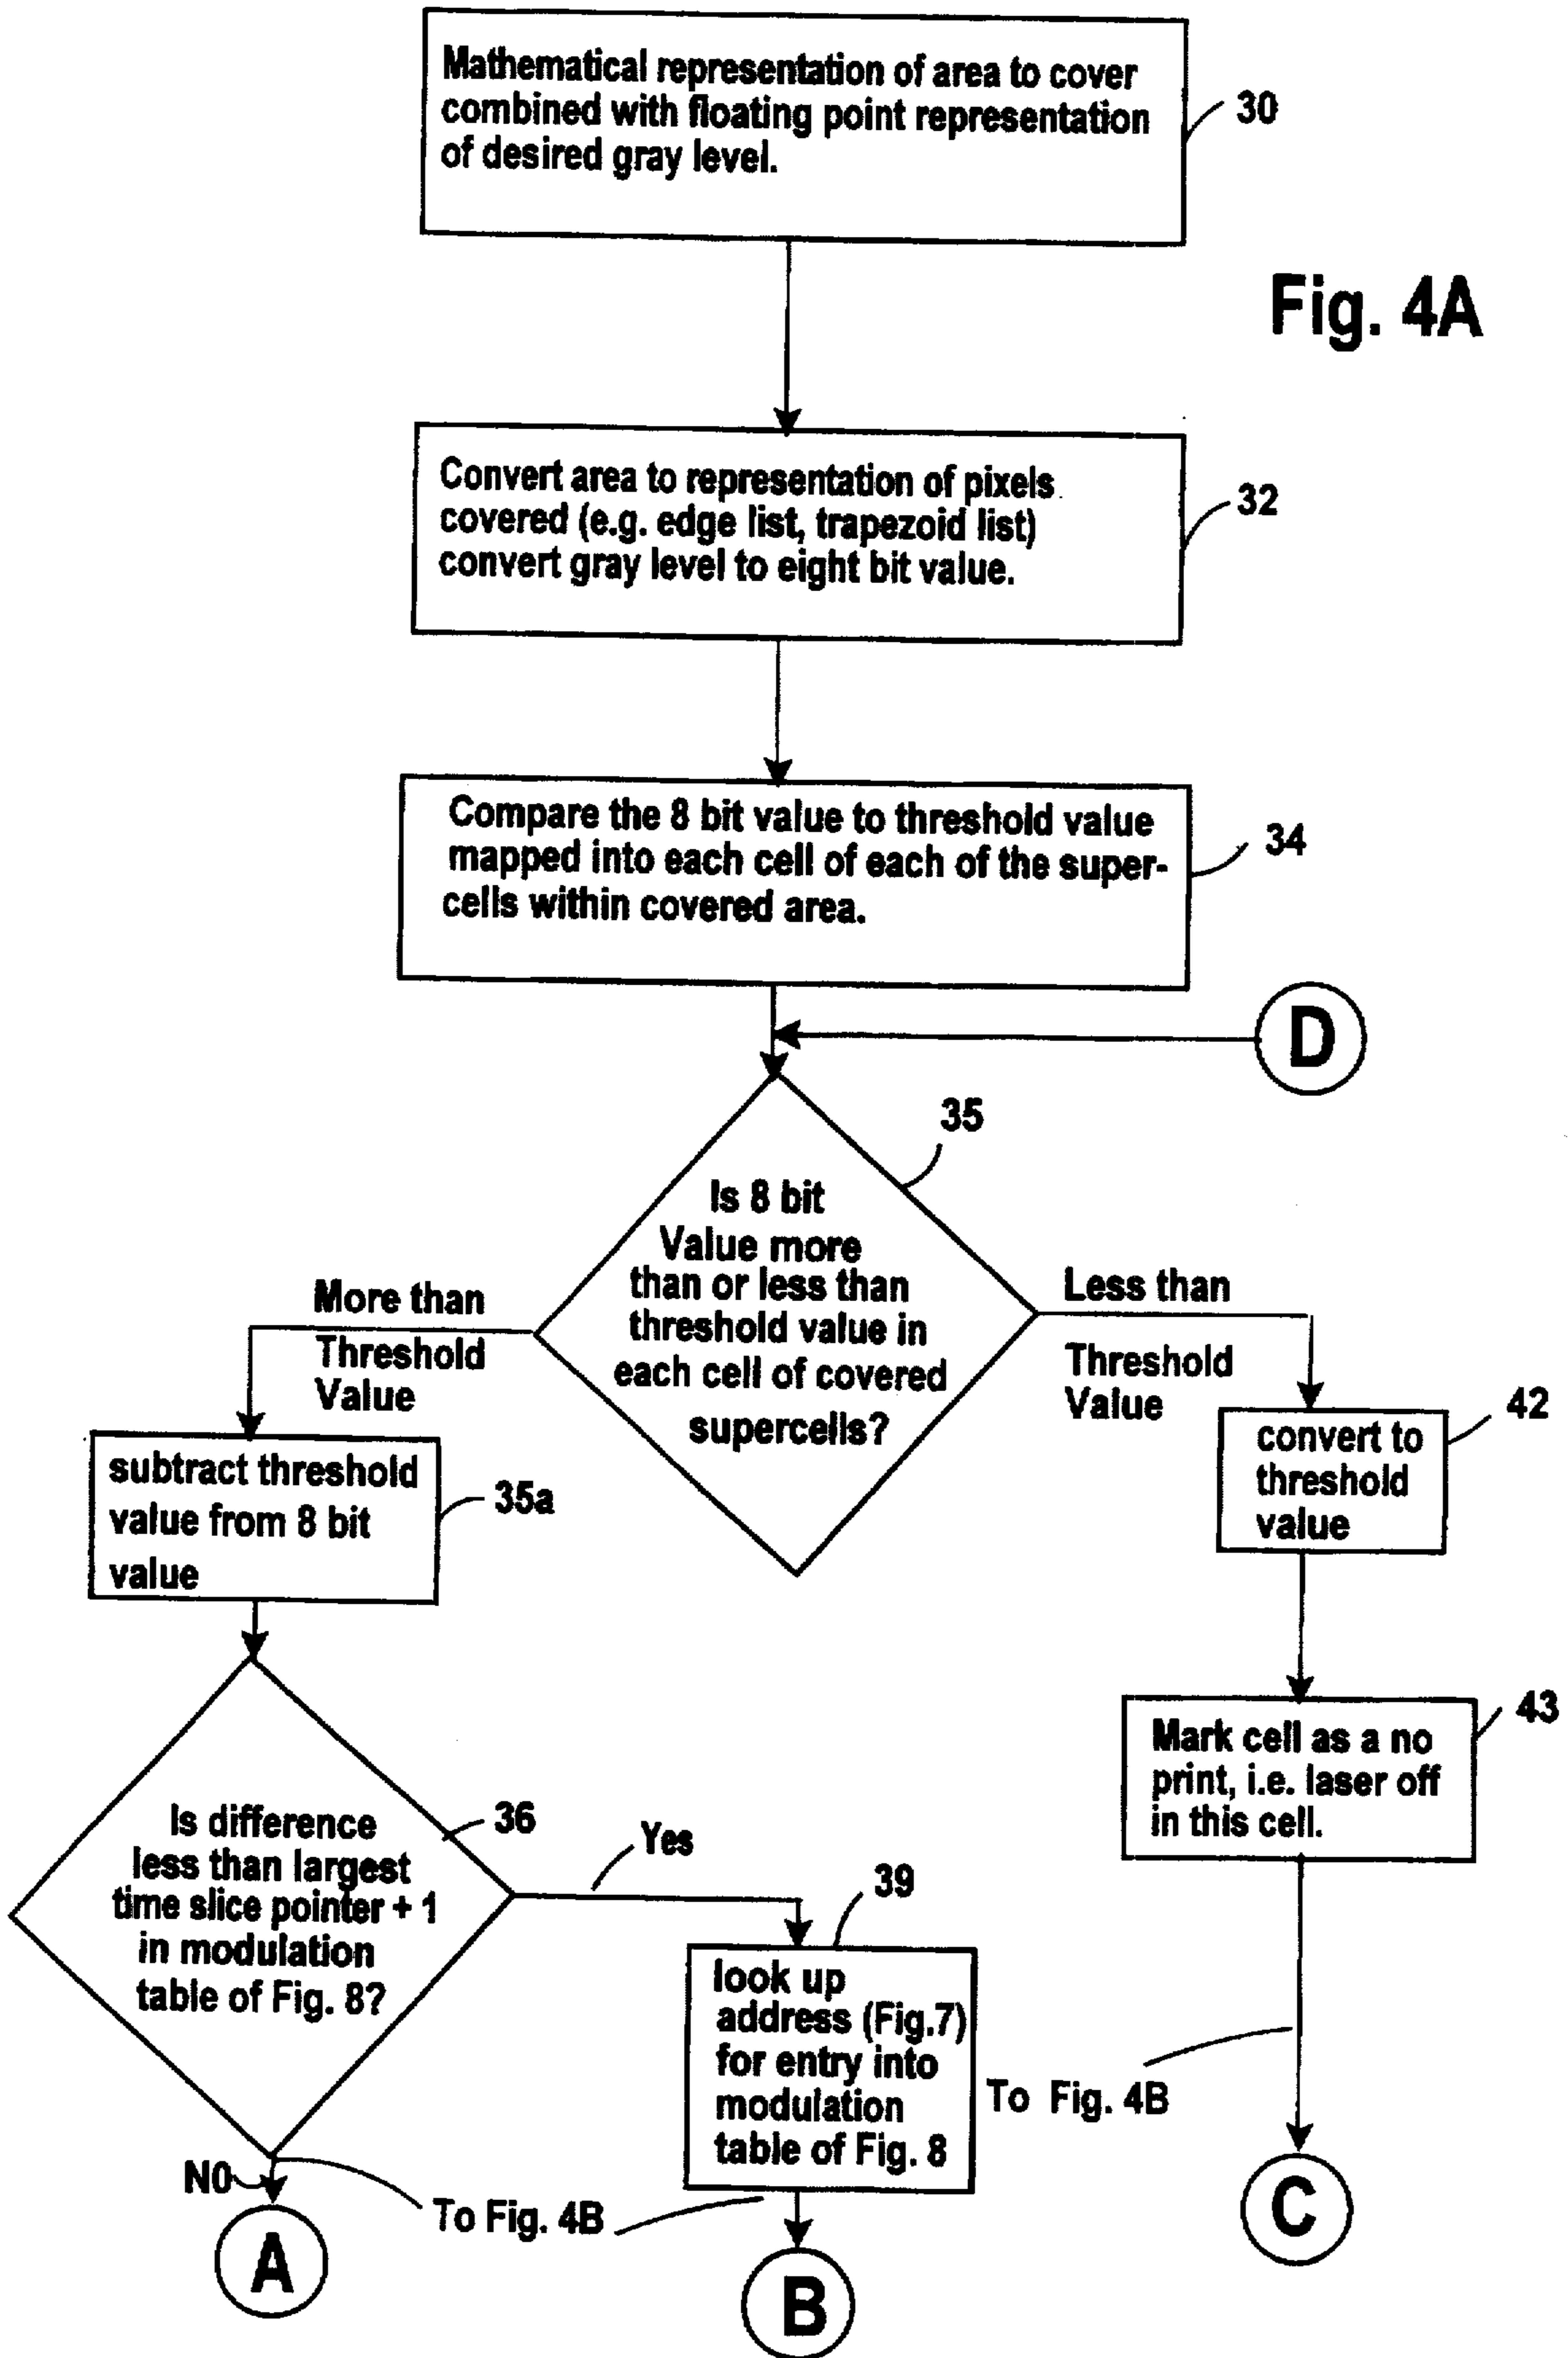 Mathematical representation of area to cover
combined with floating point representation
of desired gray level.
30
Fig. 4A
Convert area to representation of pixels
covered (e.g. edge list, trapezoid list)
convert gray level to eight bit value.
32
Compare the 8 bit value to threshold value
mapped into each cell of each of the super-
cells within covered area.
34
D
35
Is 8 bit
Value more
than or less than
threshold value in
each cell of covered
supercells?
More than
Threshold
Value
Less than
Threshold
Value
subtract threshold
value from 8 bit
value
35a
convert to
threshold
value
42
Mark cell as a no
print, i.e. laser off
in this cell.
43
Is difference
less than largest
time slice pointer + 1
in modulation
table of Fig. 8?
36
Yes
39
look up
address (Fig.7)
for entry into
modulation
table of Fig. 8
To Fig. 4B
NO
To Fig. 4B
A
B
C